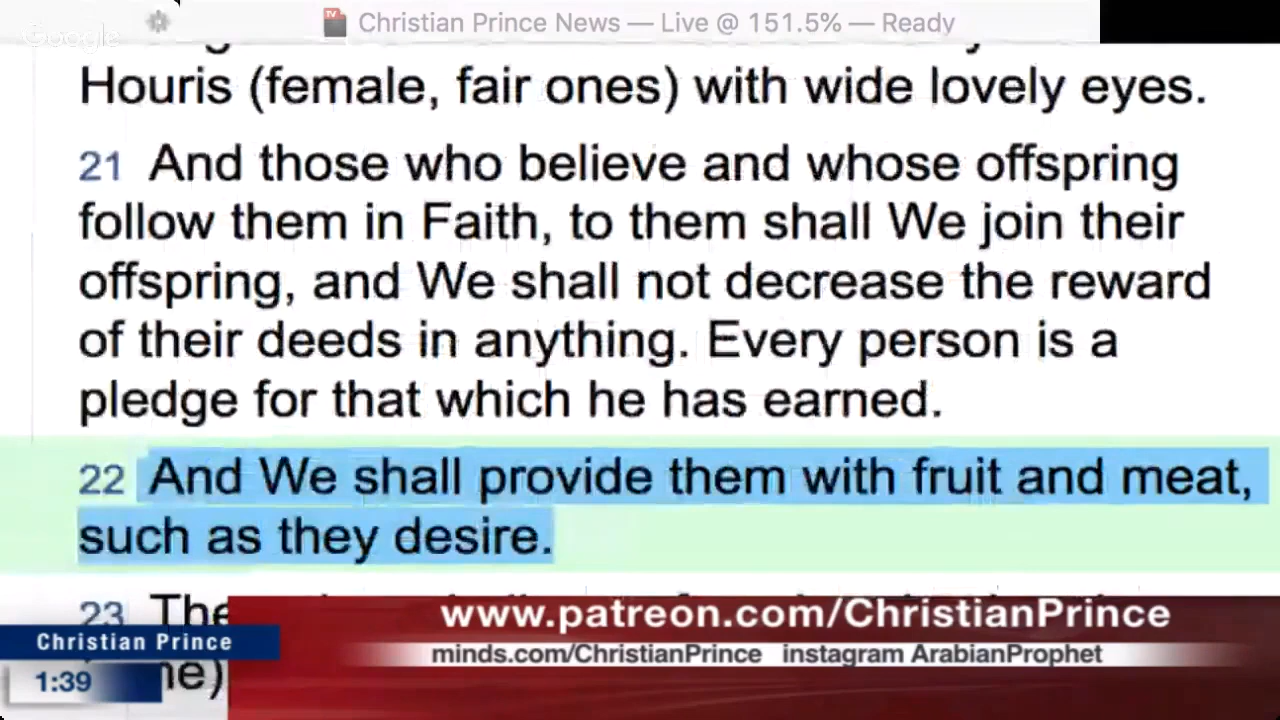 Google
Christian Prince News — Live @ 151.5% — Ready
Houris (female, fair ones) with wide lovely eyes.
21 And those who believe and whose offspring
follow them in Faith, to them shall We join their
offspring, and We shall not decrease the reward
of their deeds in anything. Every person is a
pledge for that which he has earned.
22 And We shall provide them with fruit and meat,
such as they desire.
23
www.patreon.com/ChristianPrince
Christian Prince
minds.com/ChristianPrince instagram ArabianProphet
1:39